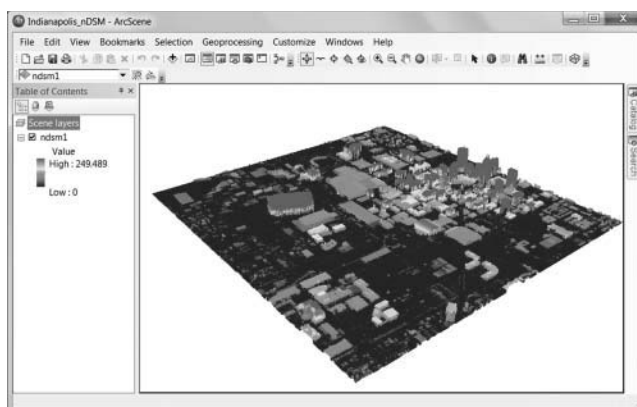 Indianapolis_nDSM - ArcScene
File Edit View Bookmarks Selection Geoprocessing Customize Windows Help
ndsm1
Table of Contents
Scene layers
ndsm1
Value
High : 249.489
Low : 0
Catalog
Search